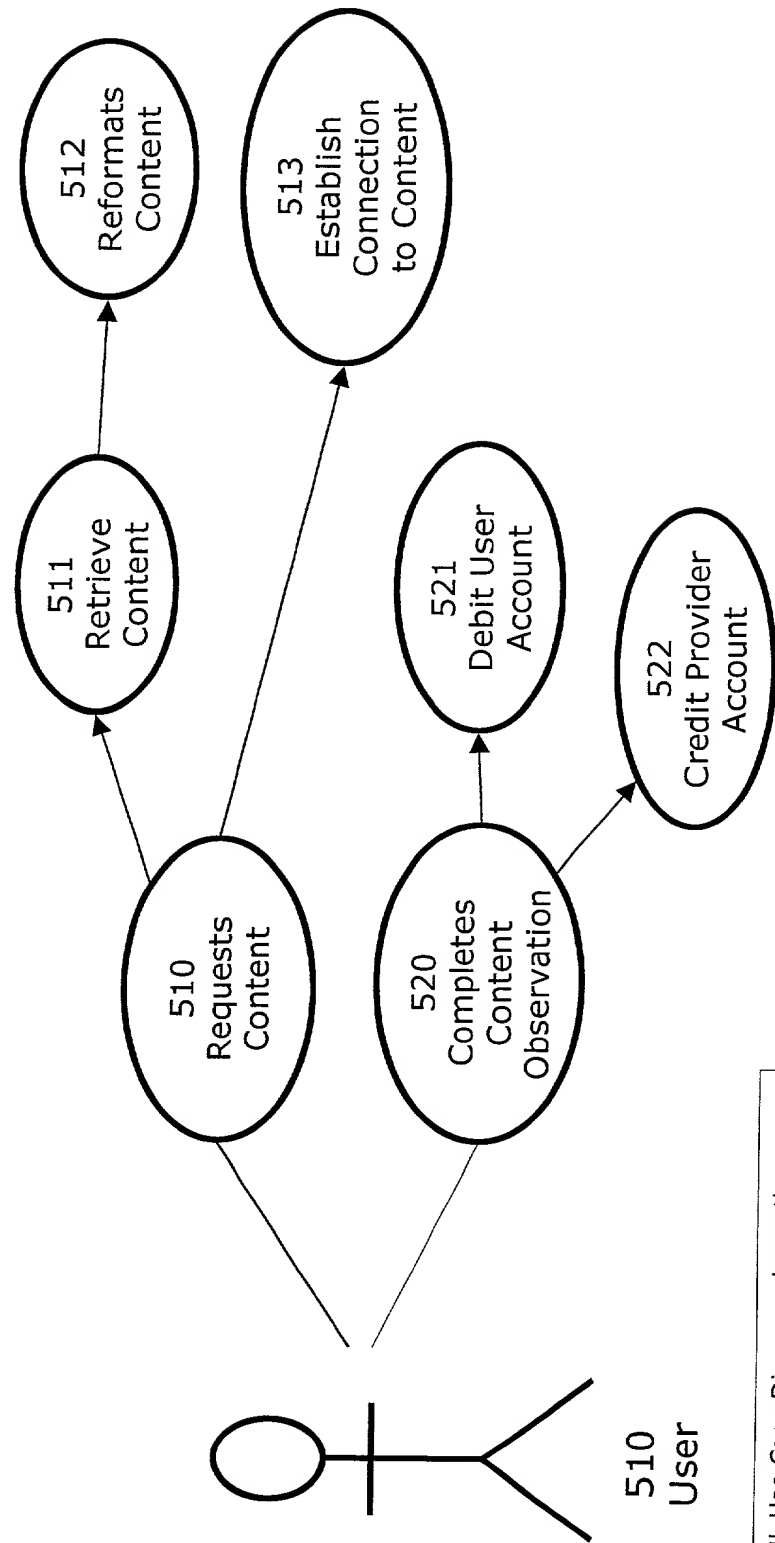 510
User
510
Requests
Content
511
Retrieve
Content
512
Reformats
Content
513
Establish
Connection
to Content
520
Completes
Content
Observation
521
Debit User
Account
522
Credit Provider
Account